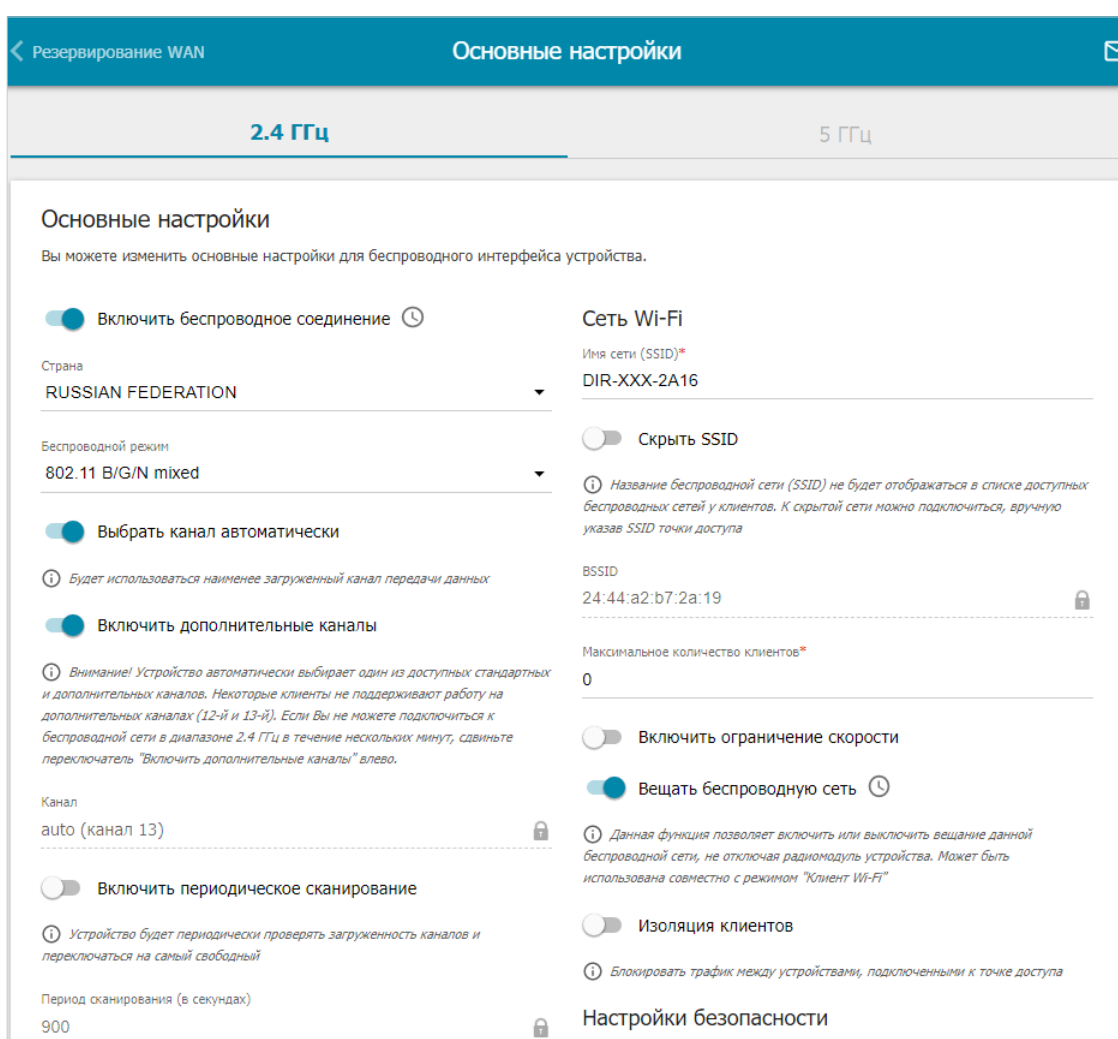 Резервирование WAN
Основные настройки
2.4 ГГц
5 ГГц
Основные настройки
Вы можете изменить основные настройки для беспроводного интерфейса устройства.
Включить беспроводное соединение
Страна
RUSSIAN FEDERATION
Беспроводной режим
802.11 B/G/N mixed
Выбрать канал автоматически
Будет использоваться наименее загруженный канал передачи данных
Включить дополнительные каналы
Внимание! Устройство автоматически выбирает один из доступных стандартных
и дополнительных каналов. Некоторые клиенты не поддерживают работу на
дополнительных каналах (12-й и 13-й). Если Вы не можете подключиться к
беспроводной сети в диапазоне 2.4 ГГц в течение нескольких минут, сдвиньте
переключатель "Включить дополнительные каналы" влево.
Канал
auto (канал 13)
Включить периодическое сканирование
Устройство будет периодически проверять загруженность каналов и
переключаться на самый свободный
Период сканирования (в секундах)
900
Сеть Wi-Fi
Имя сети (SSID)*
DIR-XXX-2A16
Скрыть SSID
Название беспроводной сети (SSID) не будет отображаться в списке доступных
беспроводных сетей у клиентов. К скрытой сети можно подключиться, вручную
указав SSID точки доступа
BSSID
24:44:a2:b7:2a:19
Максимальное количество клиентов*
0
Включить ограничение скорости
Вещать беспроводную сеть
Данная функция позволяет включить или выключить вещание данной
беспроводной сети, не отключая радиомодуль устройства. Может быть
использована совместно с режимом "Клиент Wi-Fi"
Изоляция клиентов
Блокировать трафик между устройствами, подключенными к точке доступа
Настройки безопасности